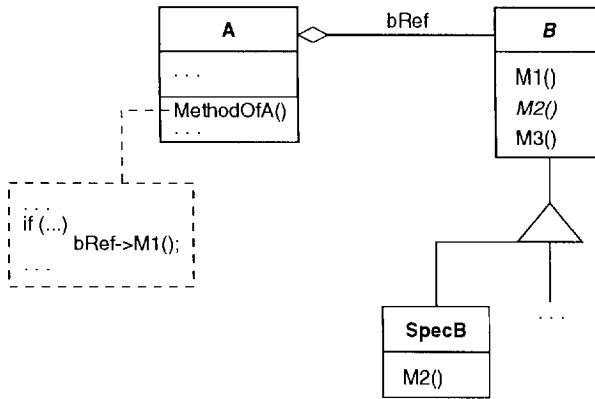 A
bRef
B
. . .
M1()
M2()
M3()
MethodOfA()
. . .
. . .
if (...)
bRef->M1();
. . .
SpecB
M2()
. . .